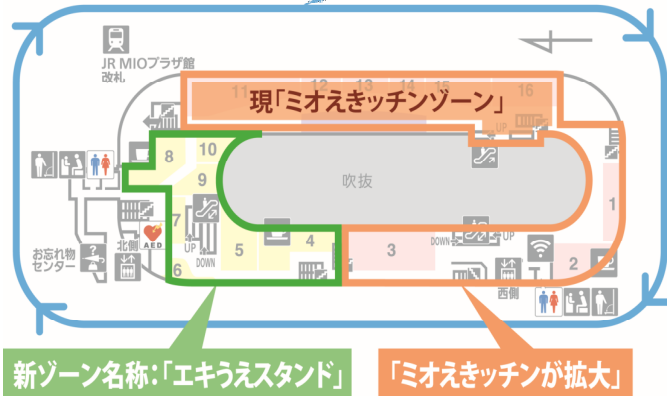 JR MIOプラザ館
改札
11
12
13
14
15
16
現「ミオえきッチンゾーン」
UP
8
10
9
吹抜
7
1
北側
AED
お忘れ物
センター
UP
DOWN
5
4
3
DOWN
UP
6
2
西側
新ゾーン名称:「エキうえスタンド」
「ミオえきッチンが拡大」